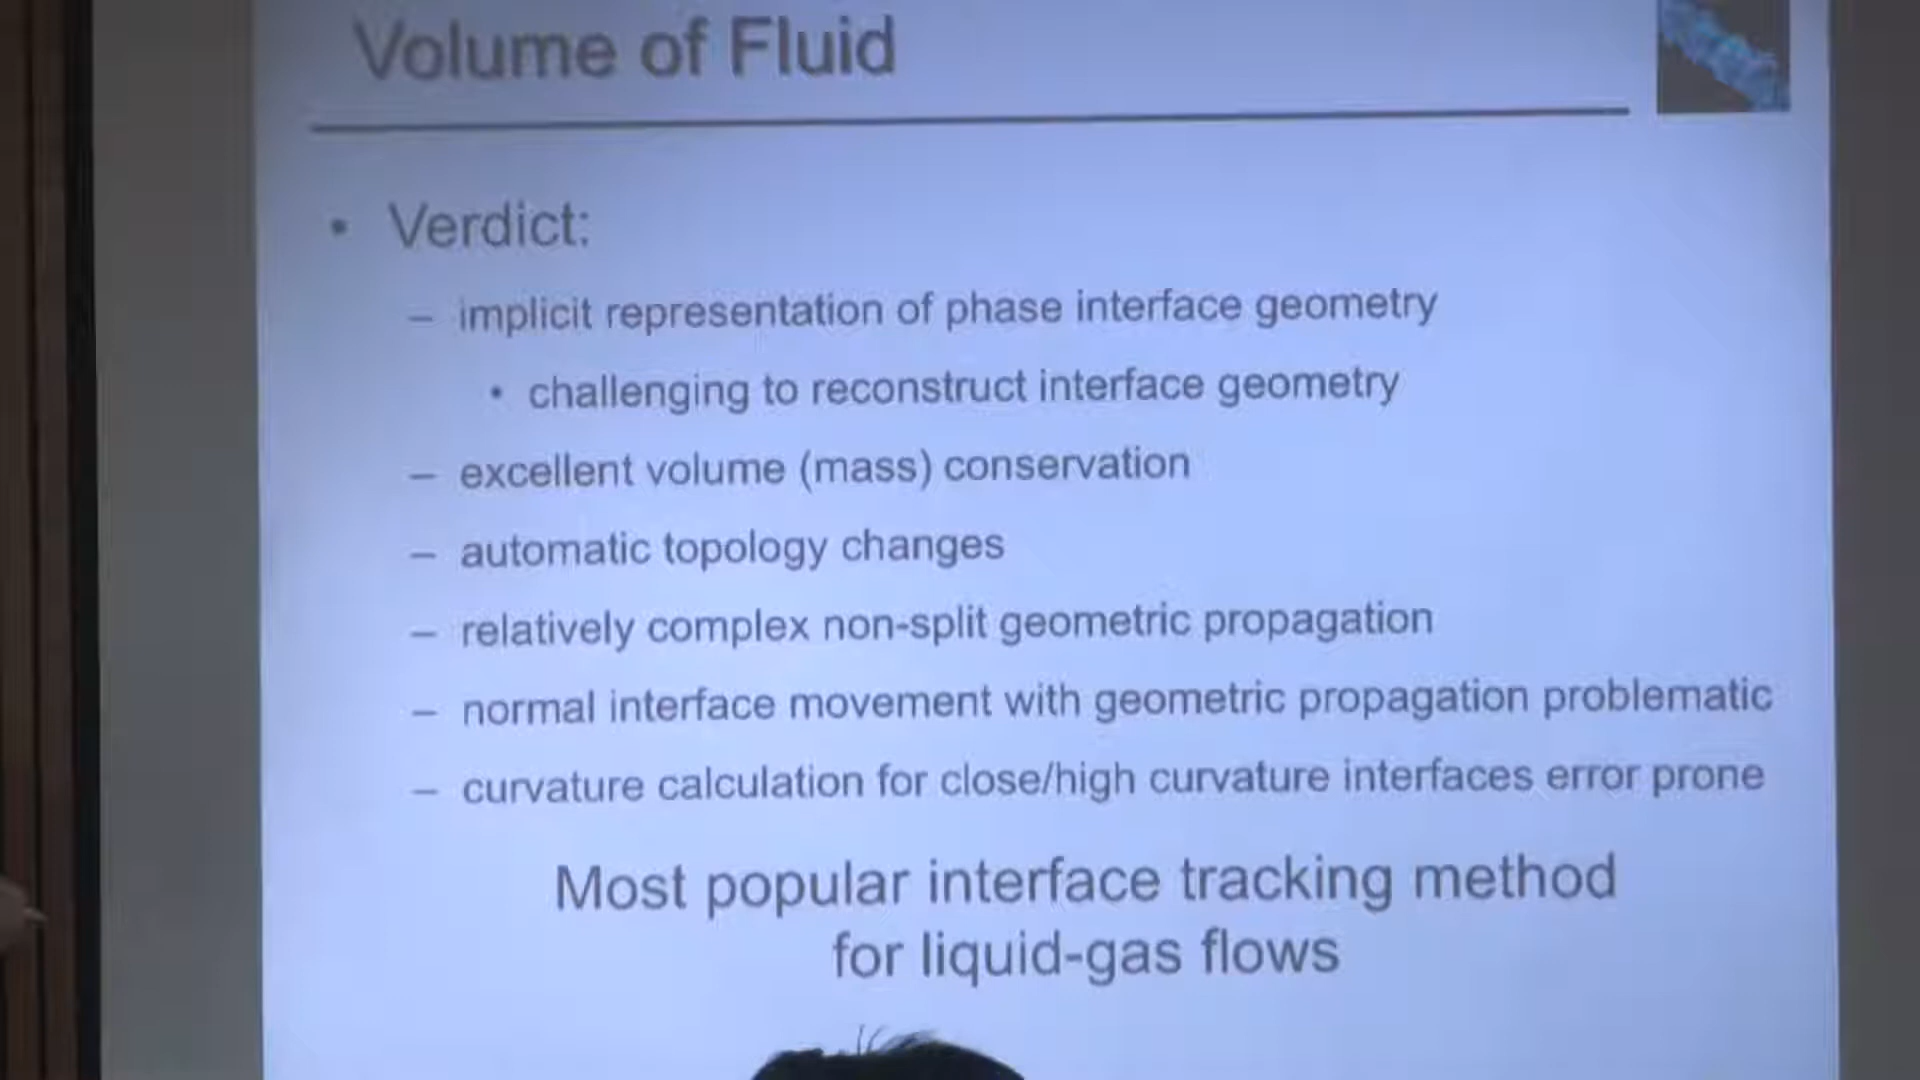 Volume of Fluid
• Verdict:
– implicit representation of phase interface geometry
• challenging to reconstruct interface geometry
– excellent volume (mass) conservation
– automatic topology changes
– relatively complex non-split geometric propagation
– normal interface movement with geometric propagation problematic
– curvature calculation for close/high curvature interfaces error prone
Most popular interface tracking method
for liquid-gas flows